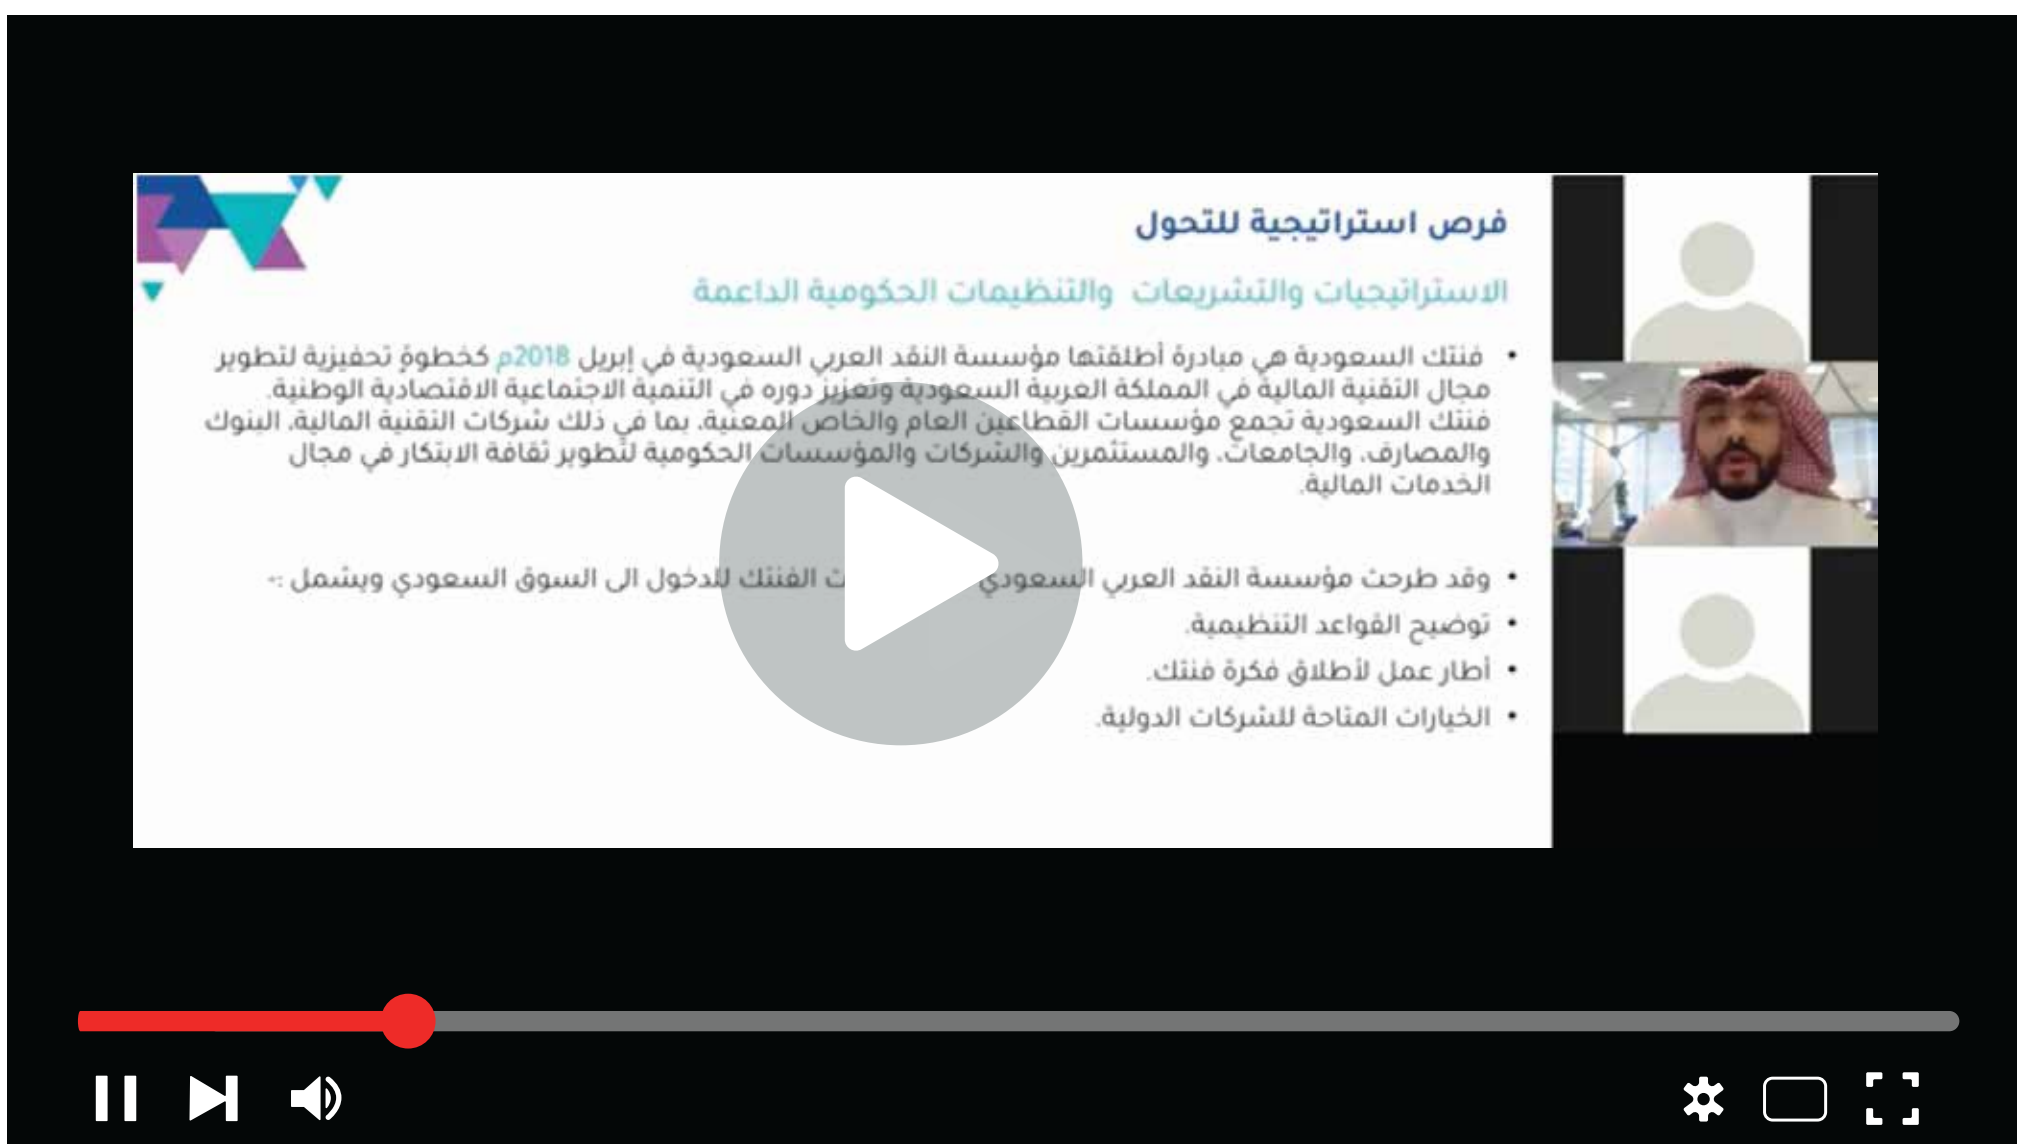 فرص استراتيجية للتحول
الاستراتيجيات والتشريعات والتنظيمات الحكومية الداعمة
• فنتك السعودية هي مبادرة أطلقتها مؤسسة النقد العربي السعودية في إبريل 2018م كخطوةٍ تحفيزية لتطوير
مجال التقنية المالية في المملكة العربية السعودية وتعزيز دوره في التنمية الاجتماعية الاقتصادية الوطنية.
فنتك السعودية تجمع مؤسسات القطاعين العام والخاص المعنية، بما في ذلك شركات التقنية المالية، البنوك
والمصارف، والجامعات، والمستثمرين والشركات والمؤسسات الحكومية لتطوير ثقافة الابتكار في مجال
الخدمات المالية.
• وقد طرحت مؤسسة النقد العربي السعودي الفنتك للدخول الى السوق السعودي ويشمل :-
• توضيح القواعد التنظيمية.
• أطار عمل لأطلاق فكرة فنتك.
• الخيارات المتاحة للشركات الدولية.